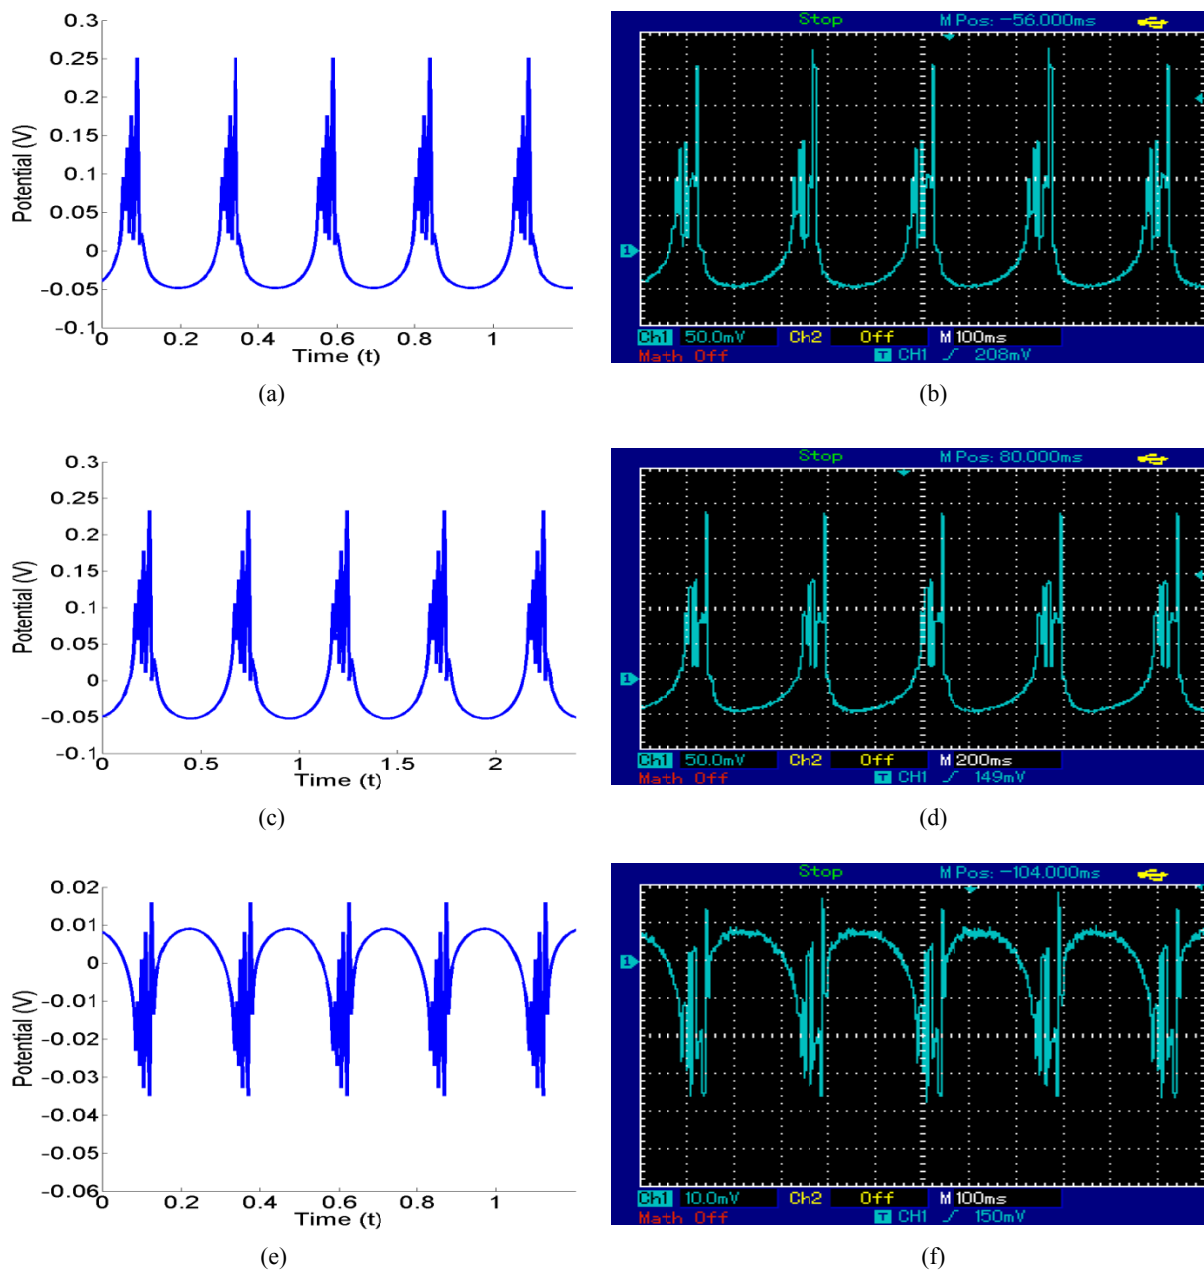 0.3
0.25
0.2
0.15
0.1
0.05
0
-0.05
-0.1
Potential (V)
0 0.2 0.4 0.6 0.8 1
Time (t)
(a)
Stop M Pos: -56.000ms
1
Ch1 50.0mV Ch2 Off M 100ms
Math Off T CH1 208mV
(b)
0.3
0.25
0.2
0.15
0.1
0.05
0
-0.05
-0.1
Potential (V)
0 0.5 1 1.5 2
Time (t)
(c)
Stop M Pos: 80.000ms
1
Ch1 50.0mV Ch2 Off M 200ms
Math Off T CH1 149mV
(d)
0.02
0.01
0
-0.01
-0.02
-0.03
-0.04
-0.05
-0.06
Potential (V)
0 0.2 0.4 0.6 0.8 1
Time (t)
(e)
Stop M Pos: -104.000ms
1
Ch1 10.0mV Ch2 Off M 100ms
Math Off T CH1 150mV
(f)